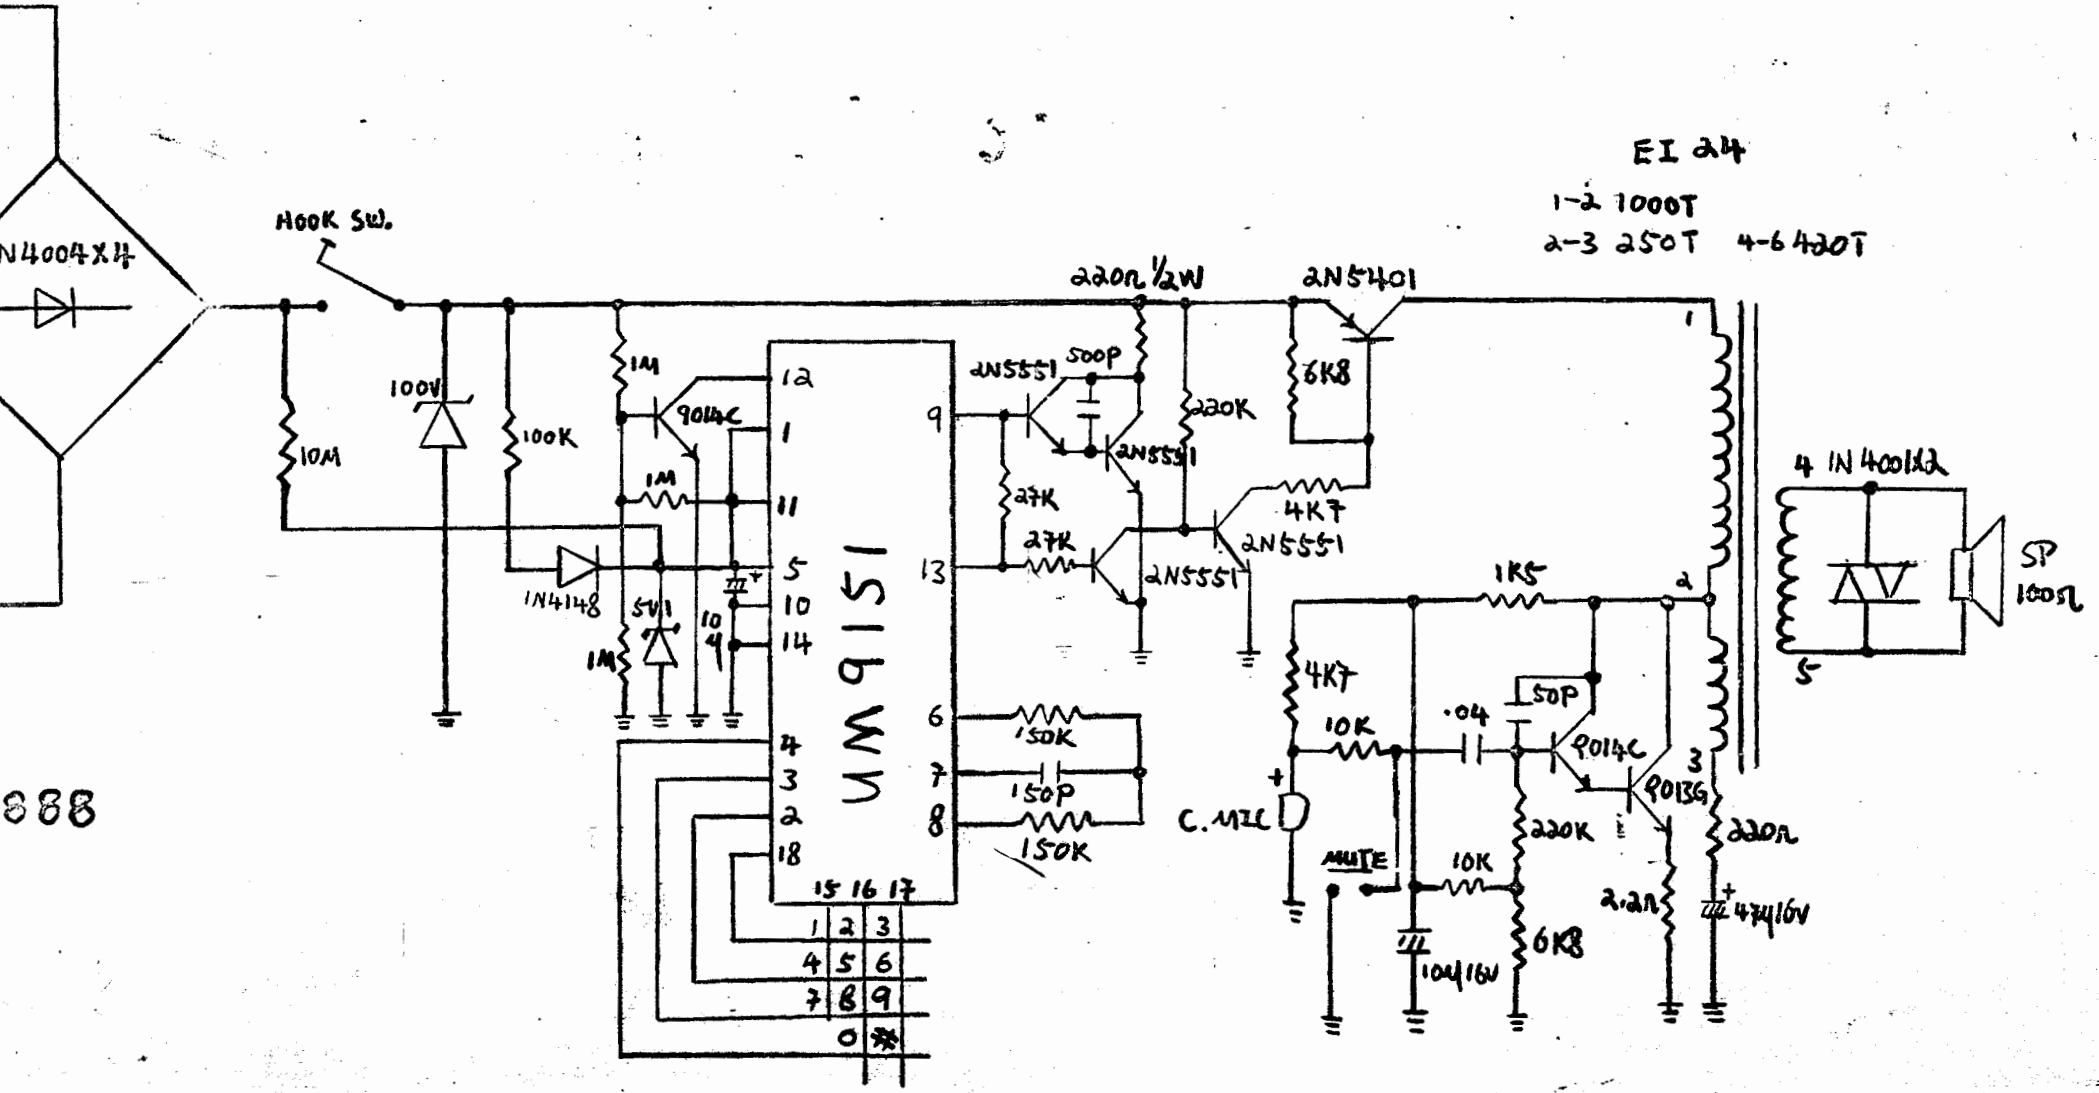 EI 24
1-2 1000T
2-3 250T 4-6 420T
HOOK SW.
N4004X4
220Ω 1/2W
2N5401
1
100V
1M
12
2N5551
500P
6K8
9014C
1
9
220K
10M
100K
1M
11
27K
2N5551
4K7
4 1N4001X2
2N5551
27K
13
2N5551
5
+
1N4148
5V1
10
10
14
1M
UM9151
1K5
2
SP
100Ω
5
4K7
50P
.04
10K
9014C
3
9013G
6
150K
7
150P
8
150K
4
3
2
18
+
C.MIC
220K
220Ω
MUTE
10K
2.2Ω
+
47µ/16V
6K8
10µ/16V
888
15 16 17
1 2 3
4 5 6
7 8 9
0 *